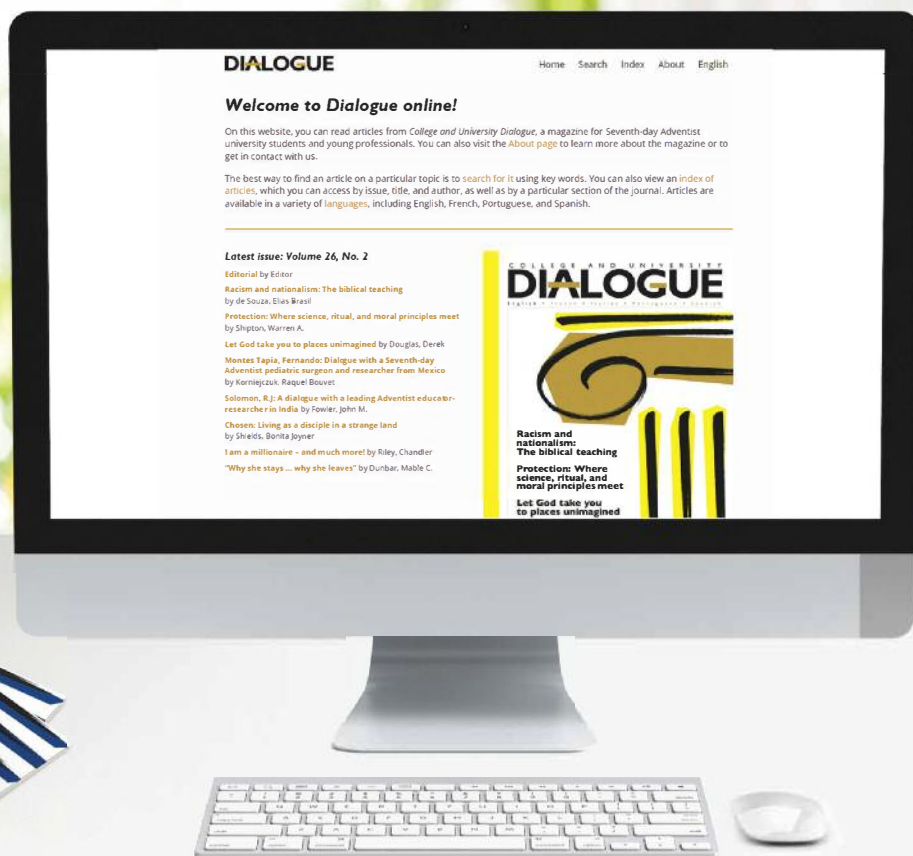 DIALOGUE
Home Search Index About English
Welcome to Dialogue online!
On this website, you can read articles from College and University Dialogue, a magazine for Seventh-day Adventist
university students and young professionals. You can also visit the About page to learn more about the magazine or to
get in contact with us.
The best way to find an article on a particular topic is to search for it using key words. You can also view an index of
articles, which you can access by issue, title, and author, as well as by a particular section of the journal. Articles are
available in a variety of languages, including English, French, Portuguese, and Spanish.
Latest issue: Volume 26, No. 2
Editorial by Editor
Racism and nationalism: The biblical teaching
by de Souza, Elias Brasil
Protection: Where science, ritual, and moral principles meet
by Shipton, Warren A.
Let God take you to places unimagined by Douglas, Derek
Montes Tapia, Fernando: Dialogue with a Seventh-day
Adventist pediatric surgeon and researcher from Mexico
by Korniejczuk, Raquel Bouvet
Solomon, R.J: A dialogue with a leading Adventist educator-
researcher in India by Fowler, John M.
Chosen: Living as a disciple in a strange land
by Shields, Bonita Joyner
I am a millionaire – and much more! by Riley, Chandler
"Why she stays ... why she leaves" by Dunbar, Mable C.
COLLEGE AND UNIVERSITY
DIALOGUE
Racism and
nationalism:
The biblical teaching
Protection: Where
science, ritual, and
moral principles meet
Let God take you
to places unimagined